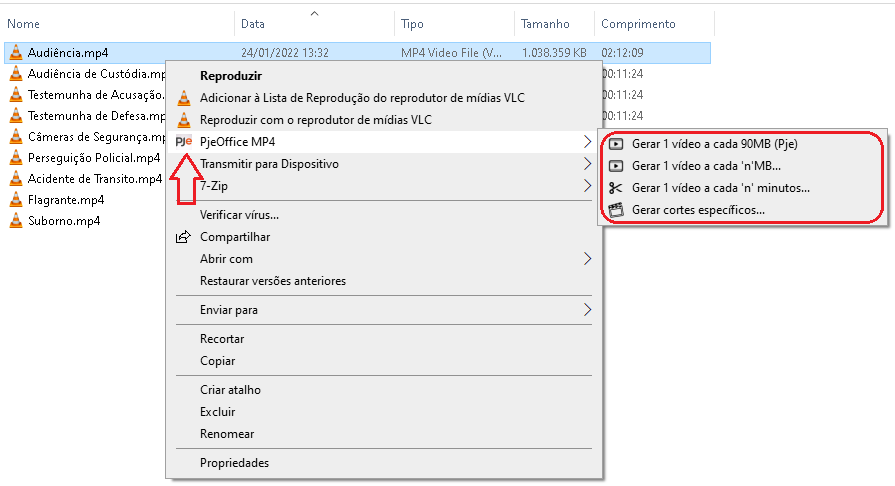 Nome Data Tipo Tamanho Comprimento
Audiência.mp4 24/01/2022 13:32 MP4 Video File (V... 1.038.359 KB 02:12:09
Audiência de Custódia.mp 00:11:24
Testemunha de Acusação. 00:11:24
Testemunha de Defesa.mp 00:11:24
Câmeras de Segurança.mp4
Perseguição Policial.mp4
Acidente de Transito.mp4
Flagrante.mp4
Suborno.mp4
Reproduzir
Adicionar à Lista de Reprodução do reprodutor de mídias VLC
Reproduzir com o reprodutor de mídias VLC
PJe PjeOffice MP4
Transmitir para Dispositivo
7-Zip
Verificar vírus...
Compartilhar
Abrir com
Restaurar versões anteriores
Enviar para
Recortar
Copiar
Criar atalho
Excluir
Renomear
Propriedades
Gerar 1 vídeo a cada 90MB (Pje)
Gerar 1 vídeo a cada 'n'MB...
Gerar 1 vídeo a cada 'n' minutos...
Gerar cortes específicos...